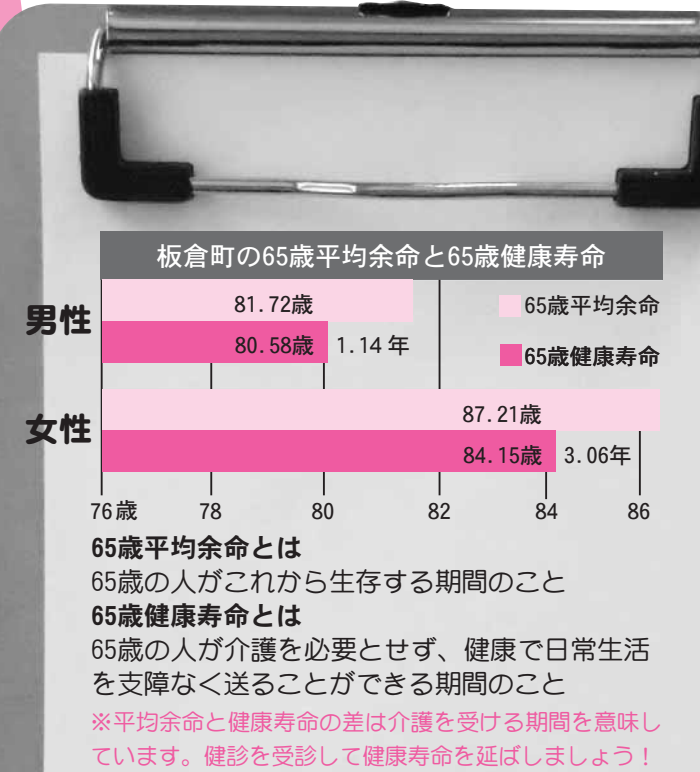 板倉町の65歳平均余命と65歳健康寿命
男性
81.72歳
80.58歳 1.14年
65歳平均余命
65歳健康寿命
女性
87.21歳
84.15歳 3.06年
76歳 78 80 82 84 86
65歳平均余命とは
65歳の人がこれから生存する期間のこと
65歳健康寿命とは
65歳の人が介護を必要とせず、健康で日常生活
を支障なく送ることができる期間のこと
※平均余命と健康寿命の差は介護を受ける期間を意味し
ています。健診を受診して健康寿命を延ばしましょう！